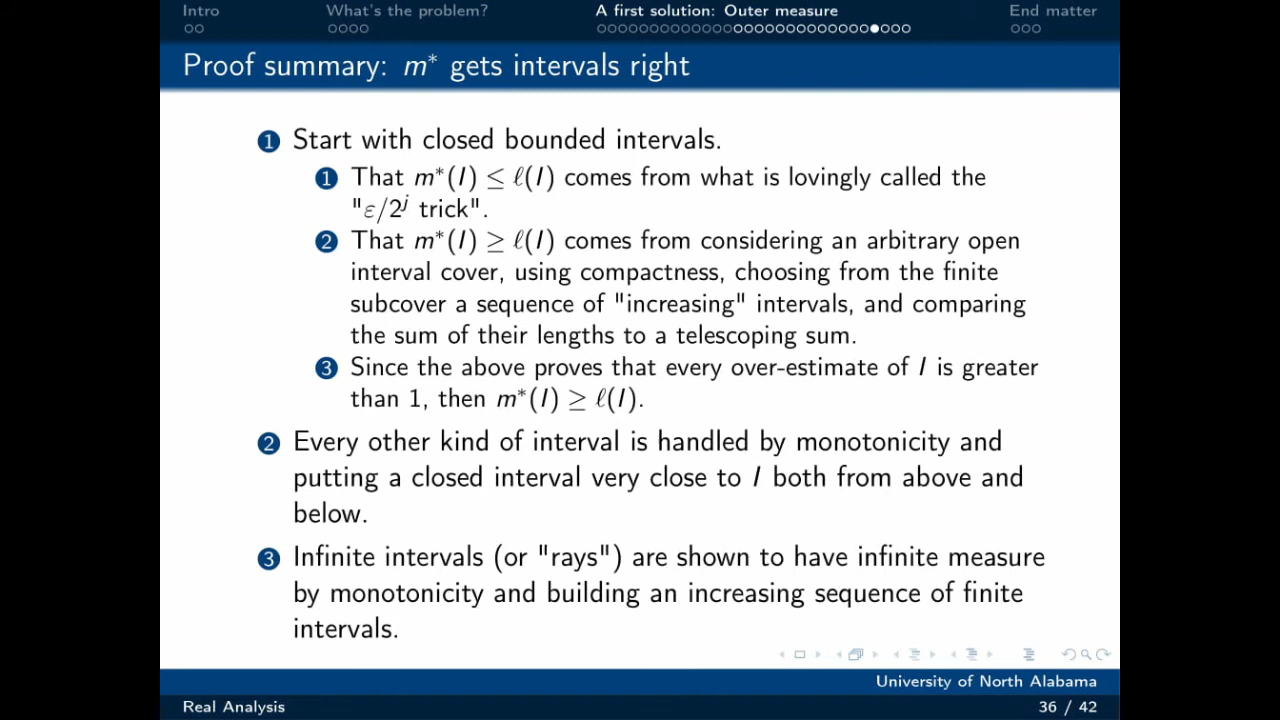 Intro
What's the problem?
A first solution: Outer measure
End matter
Proof summary: m* gets intervals right
1 Start with closed bounded intervals.
1 That m*(I) ≤ ℓ(I) comes from what is lovingly called the
"ε/2^j trick".
2 That m*(I) ≥ ℓ(I) comes from considering an arbitrary open
interval cover, using compactness, choosing from the finite
subcover a sequence of "increasing" intervals, and comparing
the sum of their lengths to a telescoping sum.
3 Since the above proves that every over-estimate of I is greater
than 1, then m*(I) ≥ ℓ(I).
2 Every other kind of interval is handled by monotonicity and
putting a closed interval very close to I both from above and
below.
3 Infinite intervals (or "rays") are shown to have infinite measure
by monotonicity and building an increasing sequence of finite
intervals.
University of North Alabama
Real Analysis
36 / 42